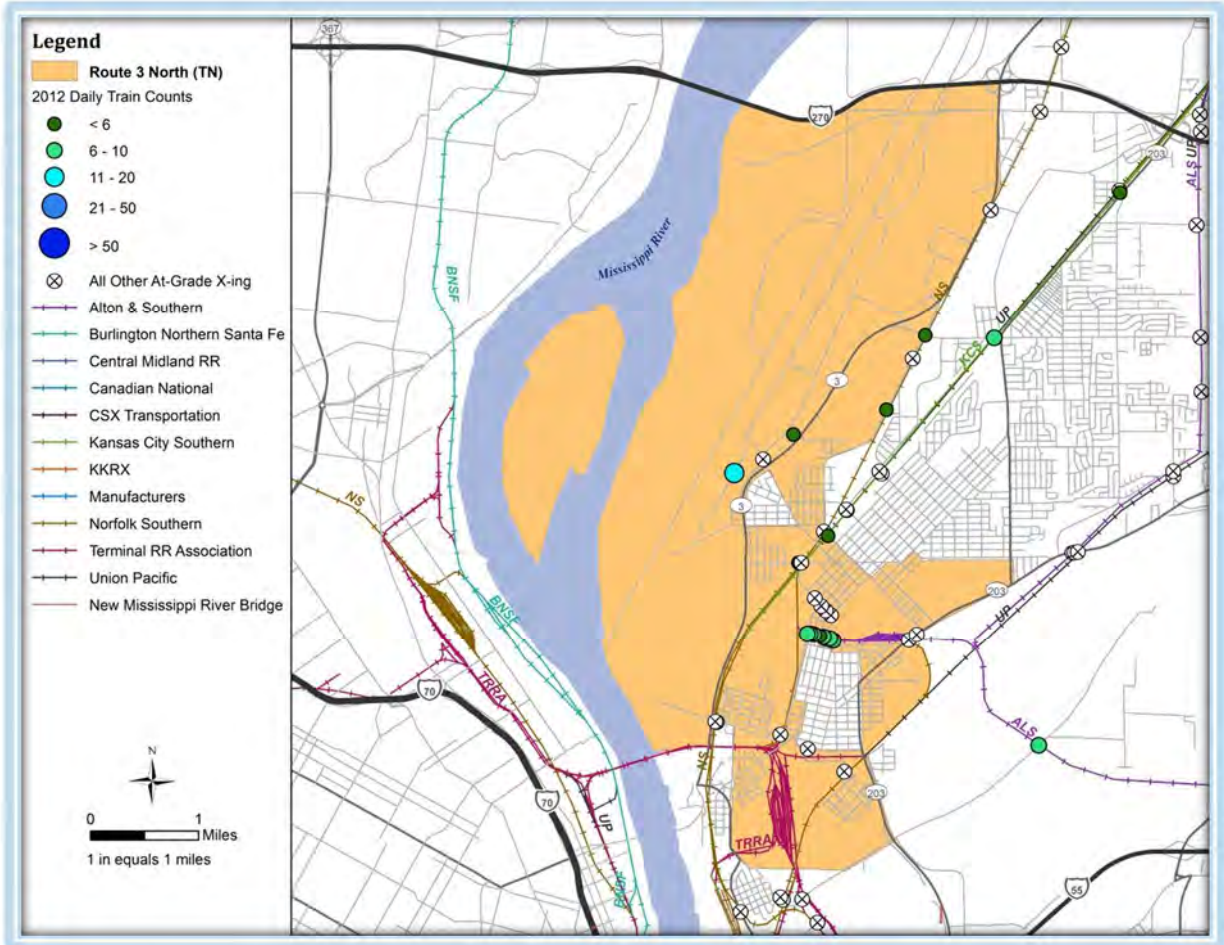 Legend
Route 3 North (TN)
2012 Daily Train Counts
< 6
6 - 10
11 - 20
21 - 50
> 50
All Other At-Grade X-ing
Alton & Southern
Burlington Northern Santa Fe
Central Midland RR
Canadian National
CSX Transportation
Kansas City Southern
KKRX
Manufacturers
Norfolk Southern
Terminal RR Association
Union Pacific
New Mississippi River Bridge
N
0 1
Miles
1 in equals 1 miles
367
270
203
ALS UP
BNSF
Mississippi River
NS
UP
KCS
3
3
NS
203
UP
BNSF
TRRA
70
ALS
NS
70
UP
203
TRRA
BNSF
55